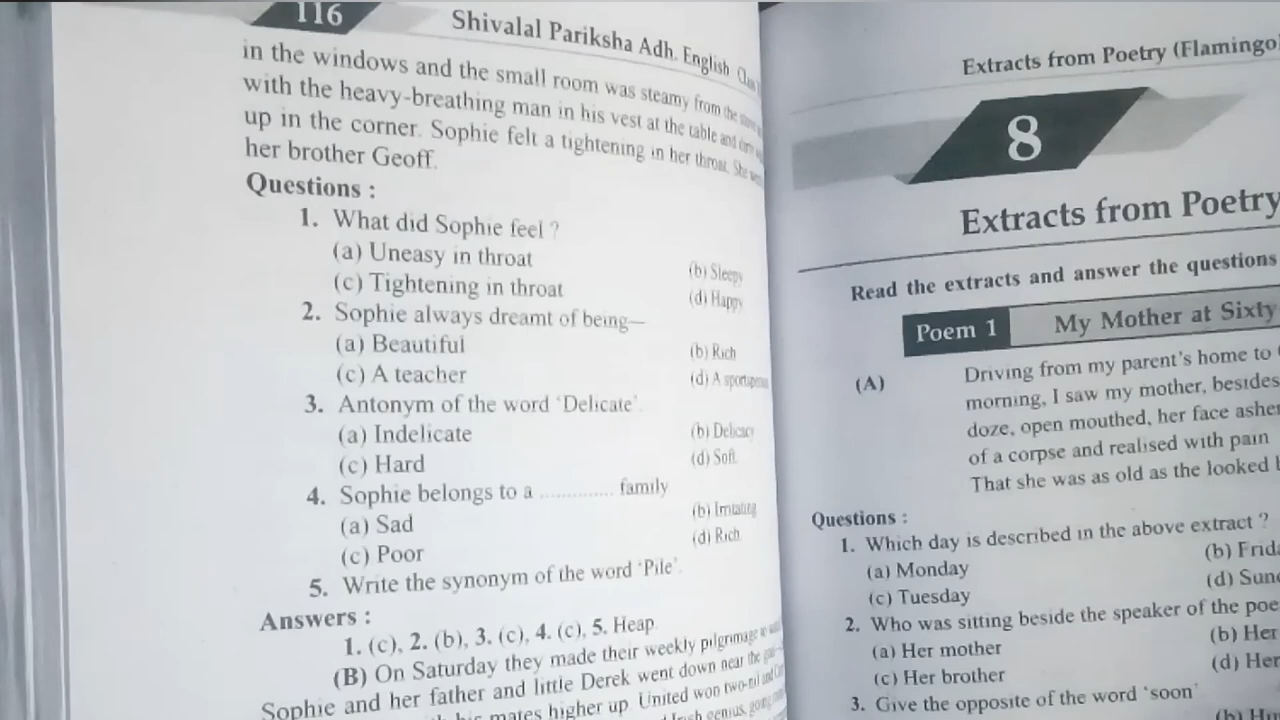 116
Shivalal Pariksha Adh. English
in the windows and the small room was steamy from the
with the heavy-breathing man in his vest at the table and
up in the corner. Sophie felt a tightening in her throat. She
her brother Geoff.
Questions :
1. What did Sophie feel ?
(a) Uneasy in throat
(b) Sleepy
(c) Tightening in throat
(d) Happy
2. Sophie always dreamt of being—
(a) Beautiful
(b) Rich
(c) A teacher
(d) A
3. Antonym of the word 'Delicate'.
(a) Indelicate
(b) Delicacy
(c) Hard
(d) Soft
4. Sophie belongs to a .............. family
(a) Sad
(b) Irritating
(c) Poor
(d) Rich
5. Write the synonym of the word 'Pile'.
Answers :
1. (c), 2. (b), 3. (c), 4. (c), 5. Heap.
(B) On Saturday they made their weekly pilgrimage to
Sophie and her father and little Derek went down near the
mates higher up. United won two-nil and
genius, going
Extracts from Poetry (Flamingo)
8
Extracts from Poetry
Read the extracts and answer the questions
Poem 1
My Mother at Sixty
(A)
Driving from my parent's home to
morning, I saw my mother, besides
doze, open mouthed, her face ashen
of a corpse and realised with pain
That she was as old as the looked
Questions :
1. Which day is described in the above extract ?
(a) Monday
(b)
(c) Tuesday
(d)
2. Who was sitting beside the speaker of the
(a) Her mother
(b) Her
(c) Her brother
(d) Her
3. Give the opposite of the word 'soon'
(b)